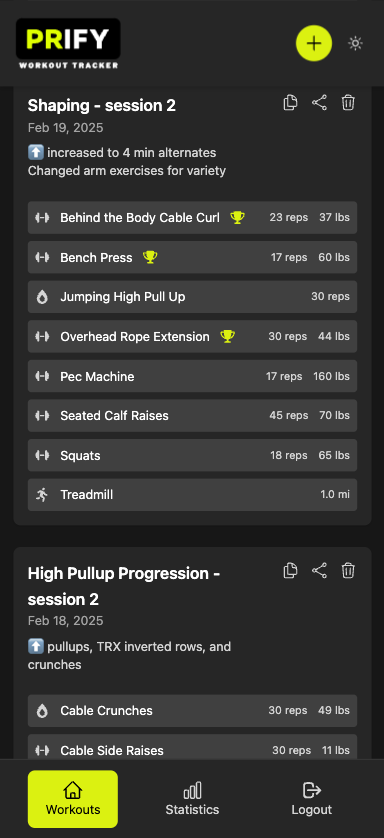 PRIFY
WORKOUT TRACKER
Shaping - session 2
Feb 19, 2025
⬆️ increased to 4 min alternates
Changed arm exercises for variety
Behind the Body Cable Curl 🏆 23 reps 37 lbs
Bench Press 🏆 17 reps 60 lbs
Jumping High Pull Up 30 reps
Overhead Rope Extension 🏆 30 reps 44 lbs
Pec Machine 17 reps 160 lbs
Seated Calf Raises 45 reps 70 lbs
Squats 18 reps 65 lbs
Treadmill 1.0 mi
High Pullup Progression -
session 2
Feb 18, 2025
⬆️ pullups, TRX inverted rows, and
crunches
Cable Crunches 30 reps 49 lbs
Cable Side Raises 30 reps 11 lbs
Workouts Statistics Logout